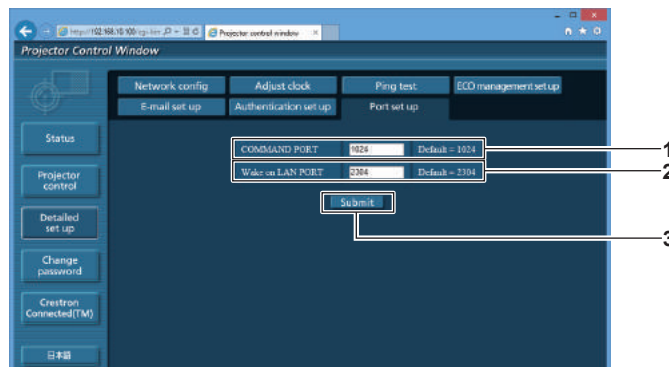 Projector control window
Projector Control Window
Network config
Adjust clock
Ping test
ECO management set up
E-mail set up
Authentication set up
Port set up
Status
COMMAND PORT 1024 Default = 1024 1
Wake on LAN PORT 2304 Default = 2304 2
Submit
3
Projector
control
Detailed
set up
Change
password
Crestron
Connected(TM)
日本語